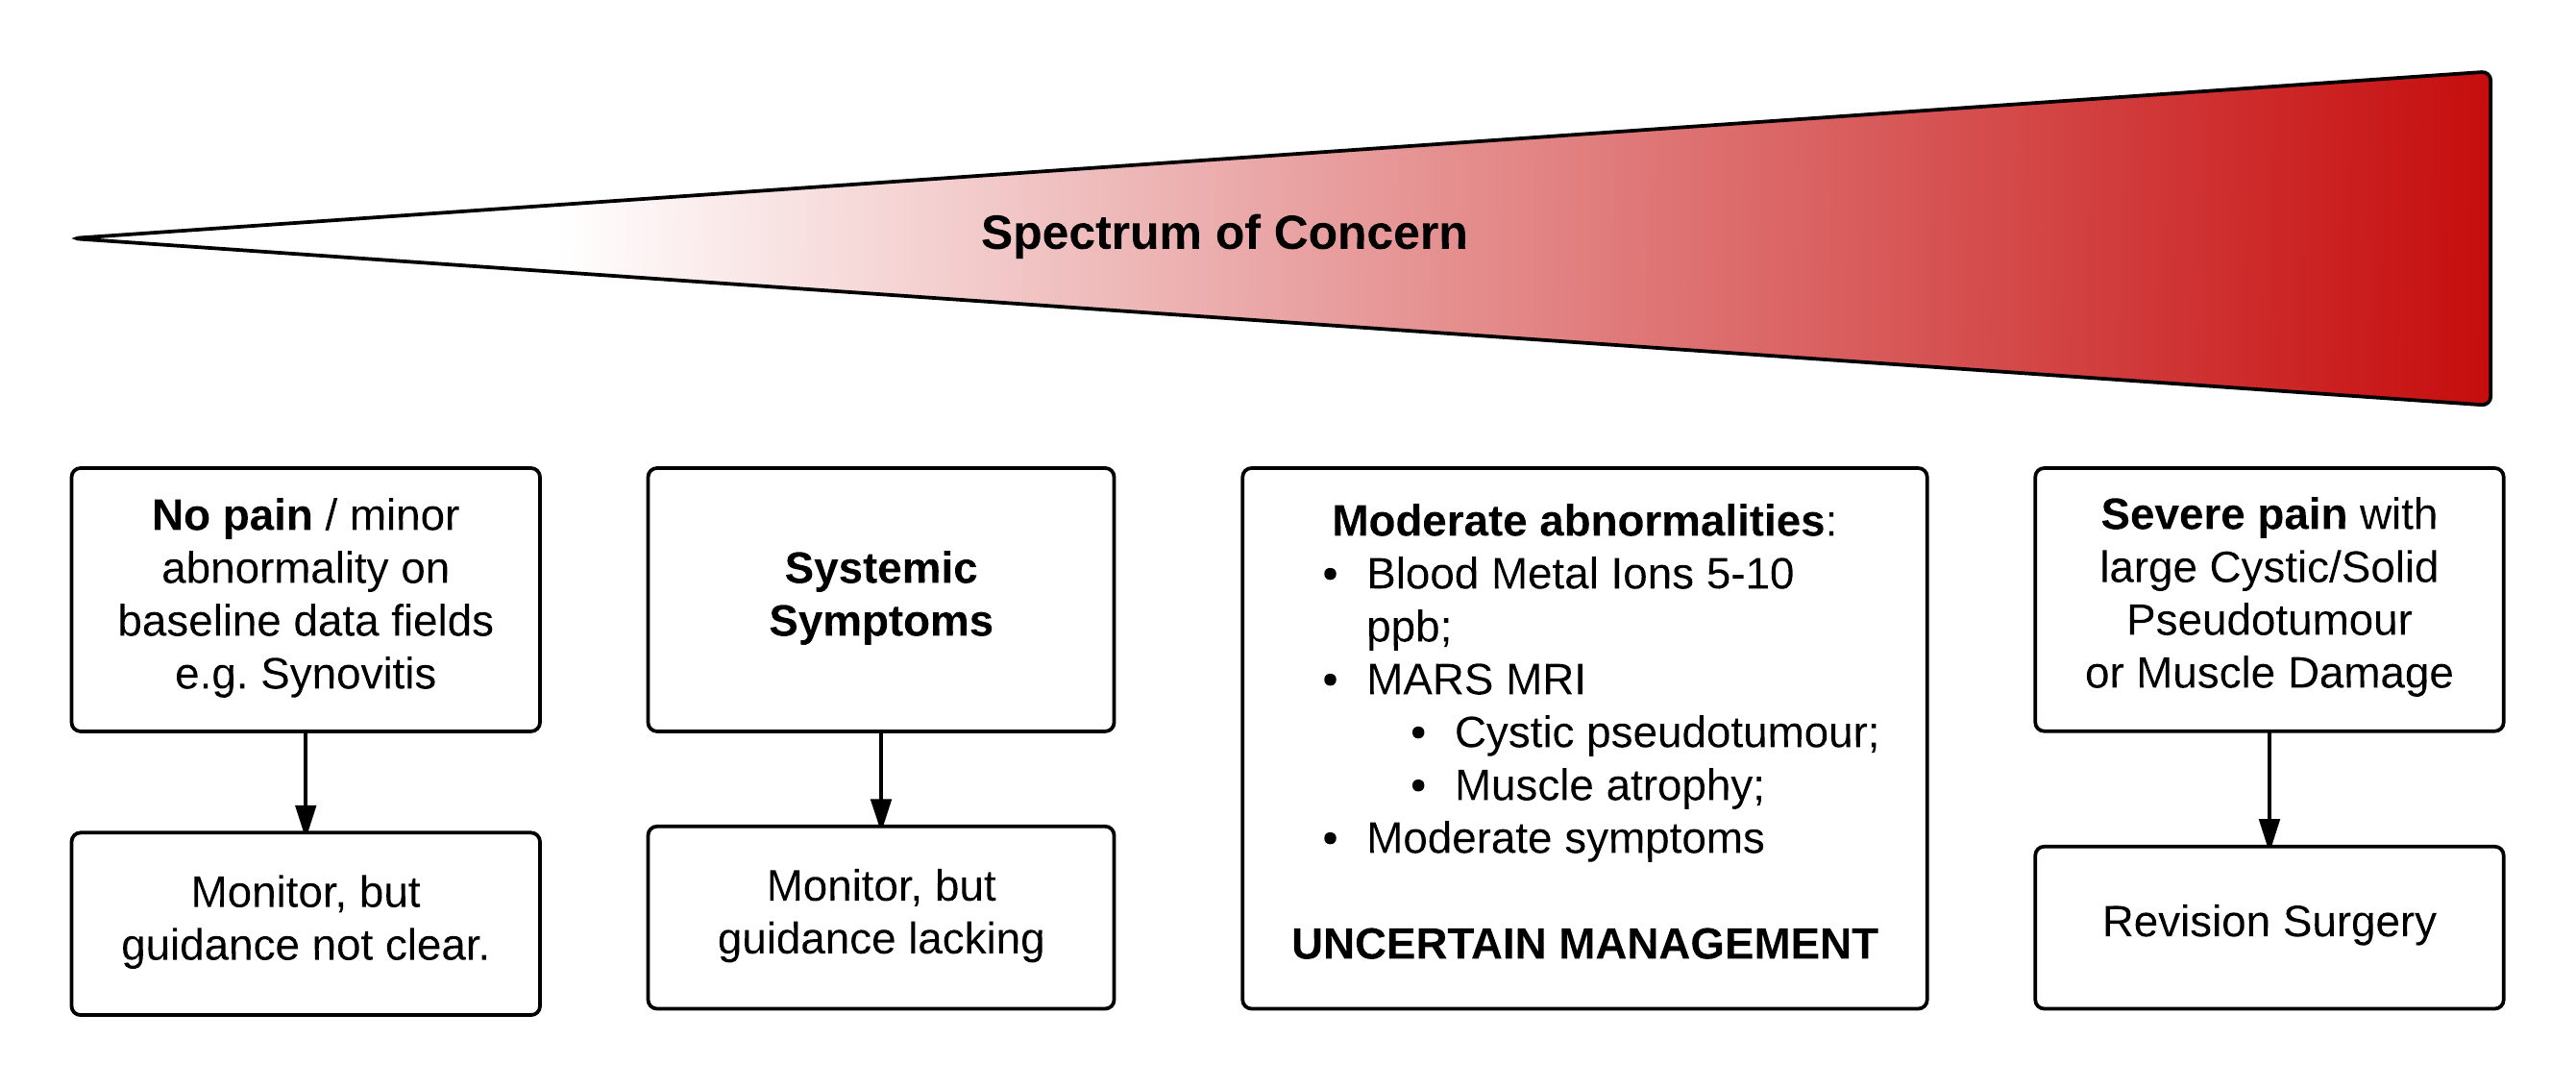 Spectrum of Concern
No pain / minor
abnormality on
baseline data fields
e.g. Synovitis
Monitor, but
guidance not clear.
Systemic
Symptoms
Monitor, but
guidance lacking
Moderate abnormalities:
• Blood Metal Ions 5-10
ppb;
• MARS MRI
• Cystic pseudotumour;
• Muscle atrophy;
• Moderate symptoms
UNCERTAIN MANAGEMENT
Severe pain with
large Cystic/Solid
Pseudotumour
or Muscle Damage
Revision Surgery